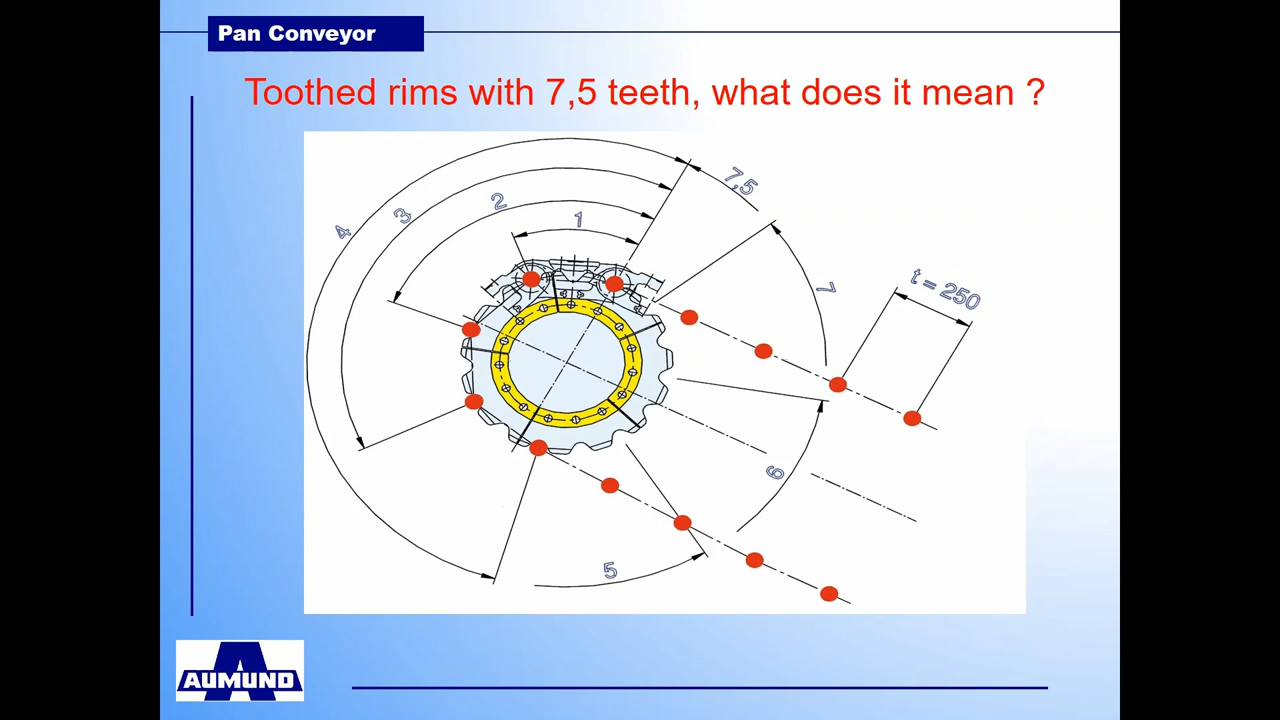 Pan Conveyor
Toothed rims with 7,5 teeth, what does it mean ?
7,5
2
3
1
4
7
t = 250
6
5
AUMUND